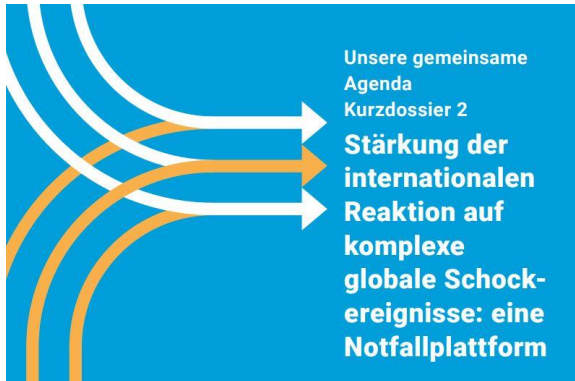 Unsere gemeinsame
Agenda
Kurzdossier 2
Stärkung der
internationalen
Reaktion auf
komplexe
globale Schock-
ereignisse: eine
Notfallplattform